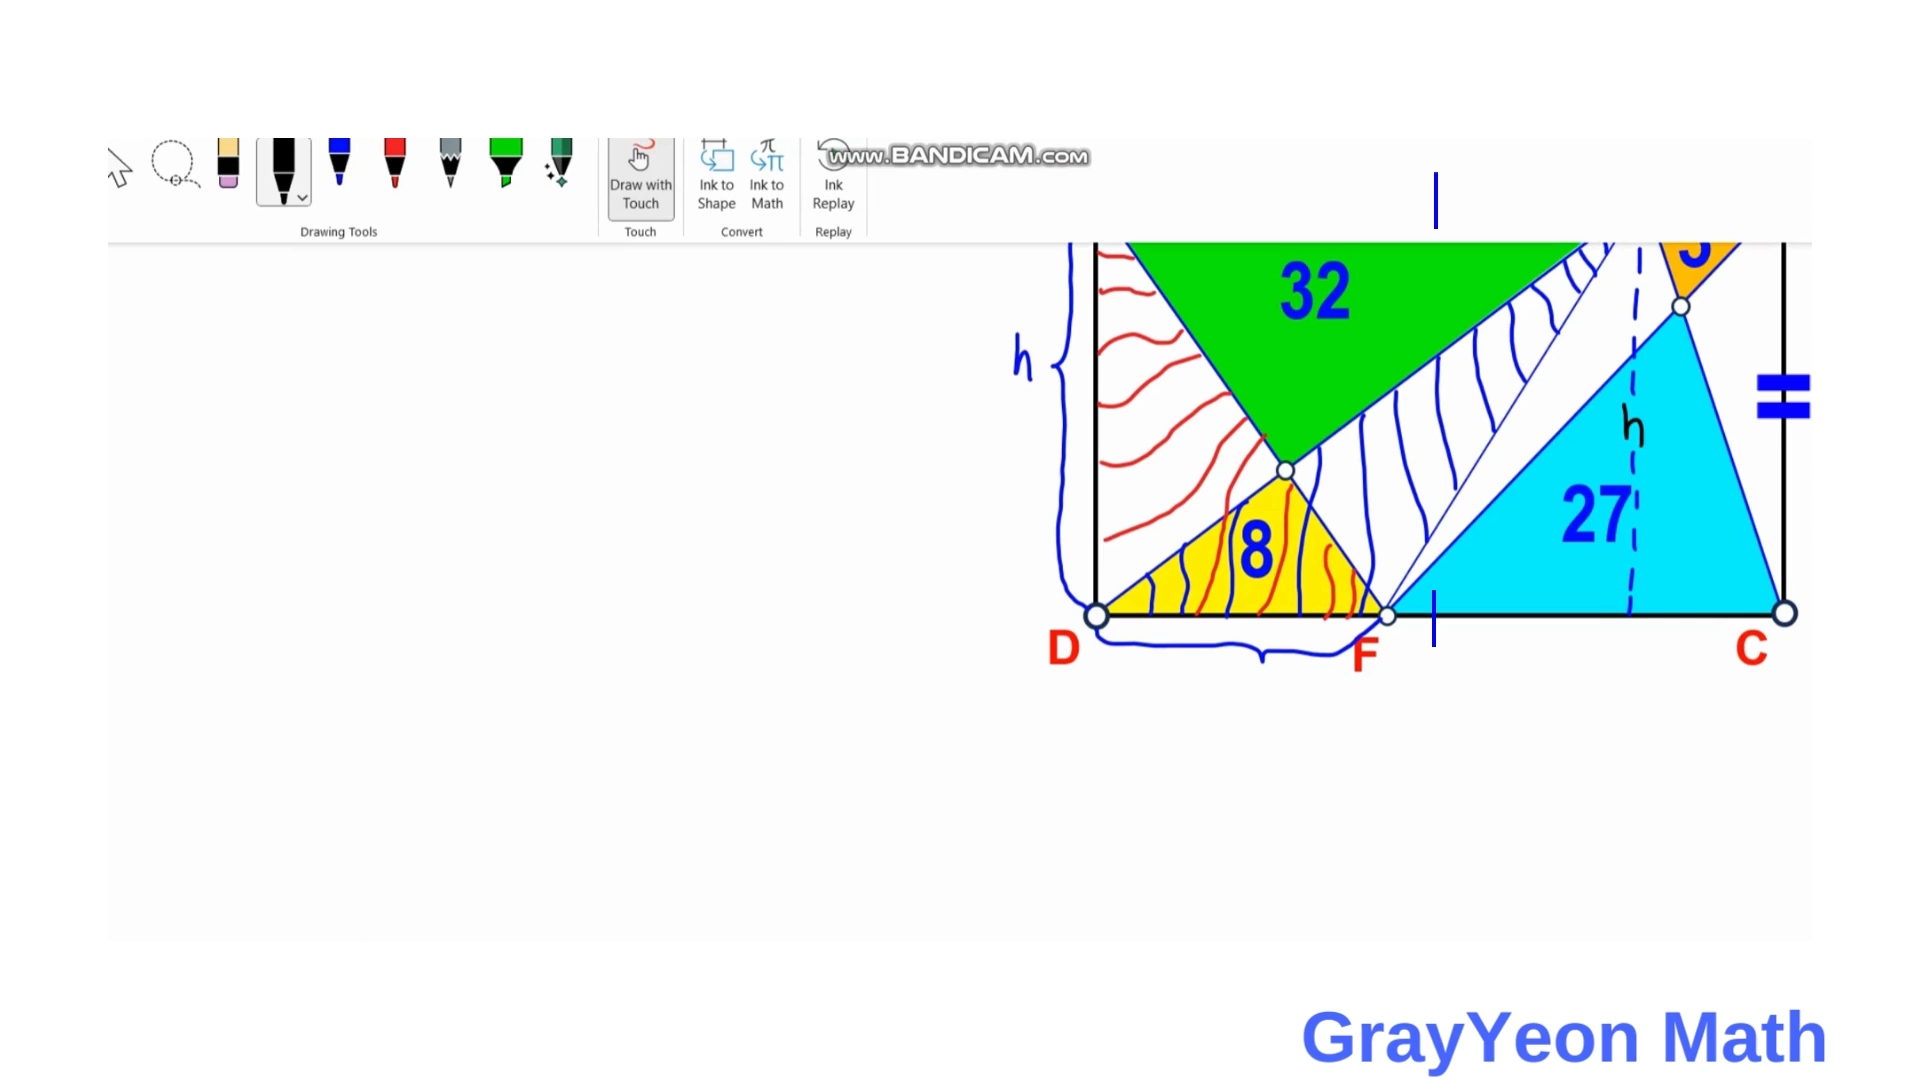 www.BANDICAM.com
Draw with Touch
Ink to Shape
Ink to Math
Ink Replay
Drawing Tools
Touch
Convert
Replay
32
h
h
27
8
D
F
C
GrayYeon Math